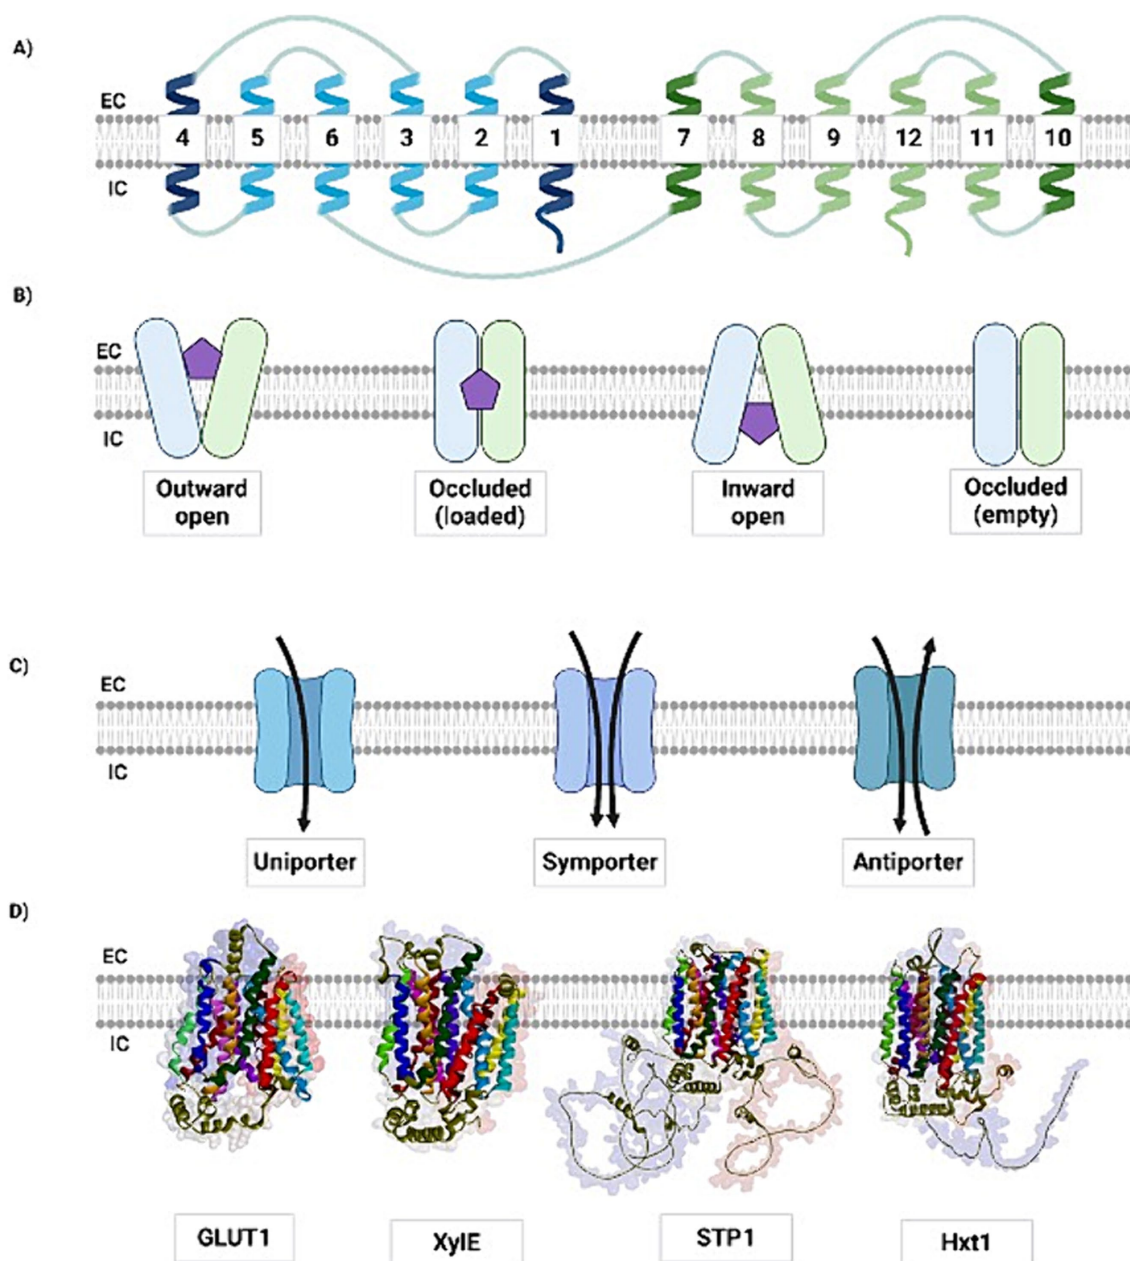 A)
EC
4 5 6 3 2 1 7 8 9 12 11 10
IC
B)
EC
IC
Outward
open
Occluded
(loaded)
Inward
open
Occluded
(empty)
C)
EC
IC
Uniporter
Symporter
Antiporter
D)
EC
IC
GLUT1
XylE
STP1
Hxt1